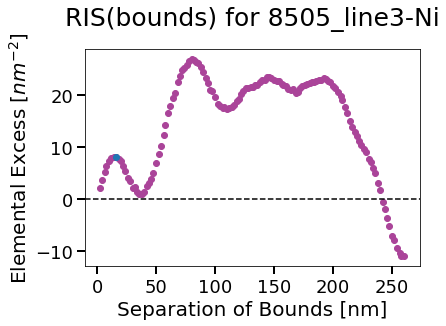 RIS(bounds) for 8505_line3-Ni
Elemental Excess [$nm^{-2}$]
20
10
0
−10
0 50 100 150 200 250
Separation of Bounds [nm]